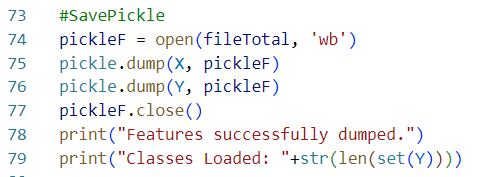 73 #SavePickle
74 pickleF = open(fileTotal, 'wb')
75 pickle.dump(X, pickleF)
76 pickle.dump(Y, pickleF)
77 pickleF.close()
78 print("Features successfully dumped.")
79 print("Classes Loaded: "+str(len(set(Y))))